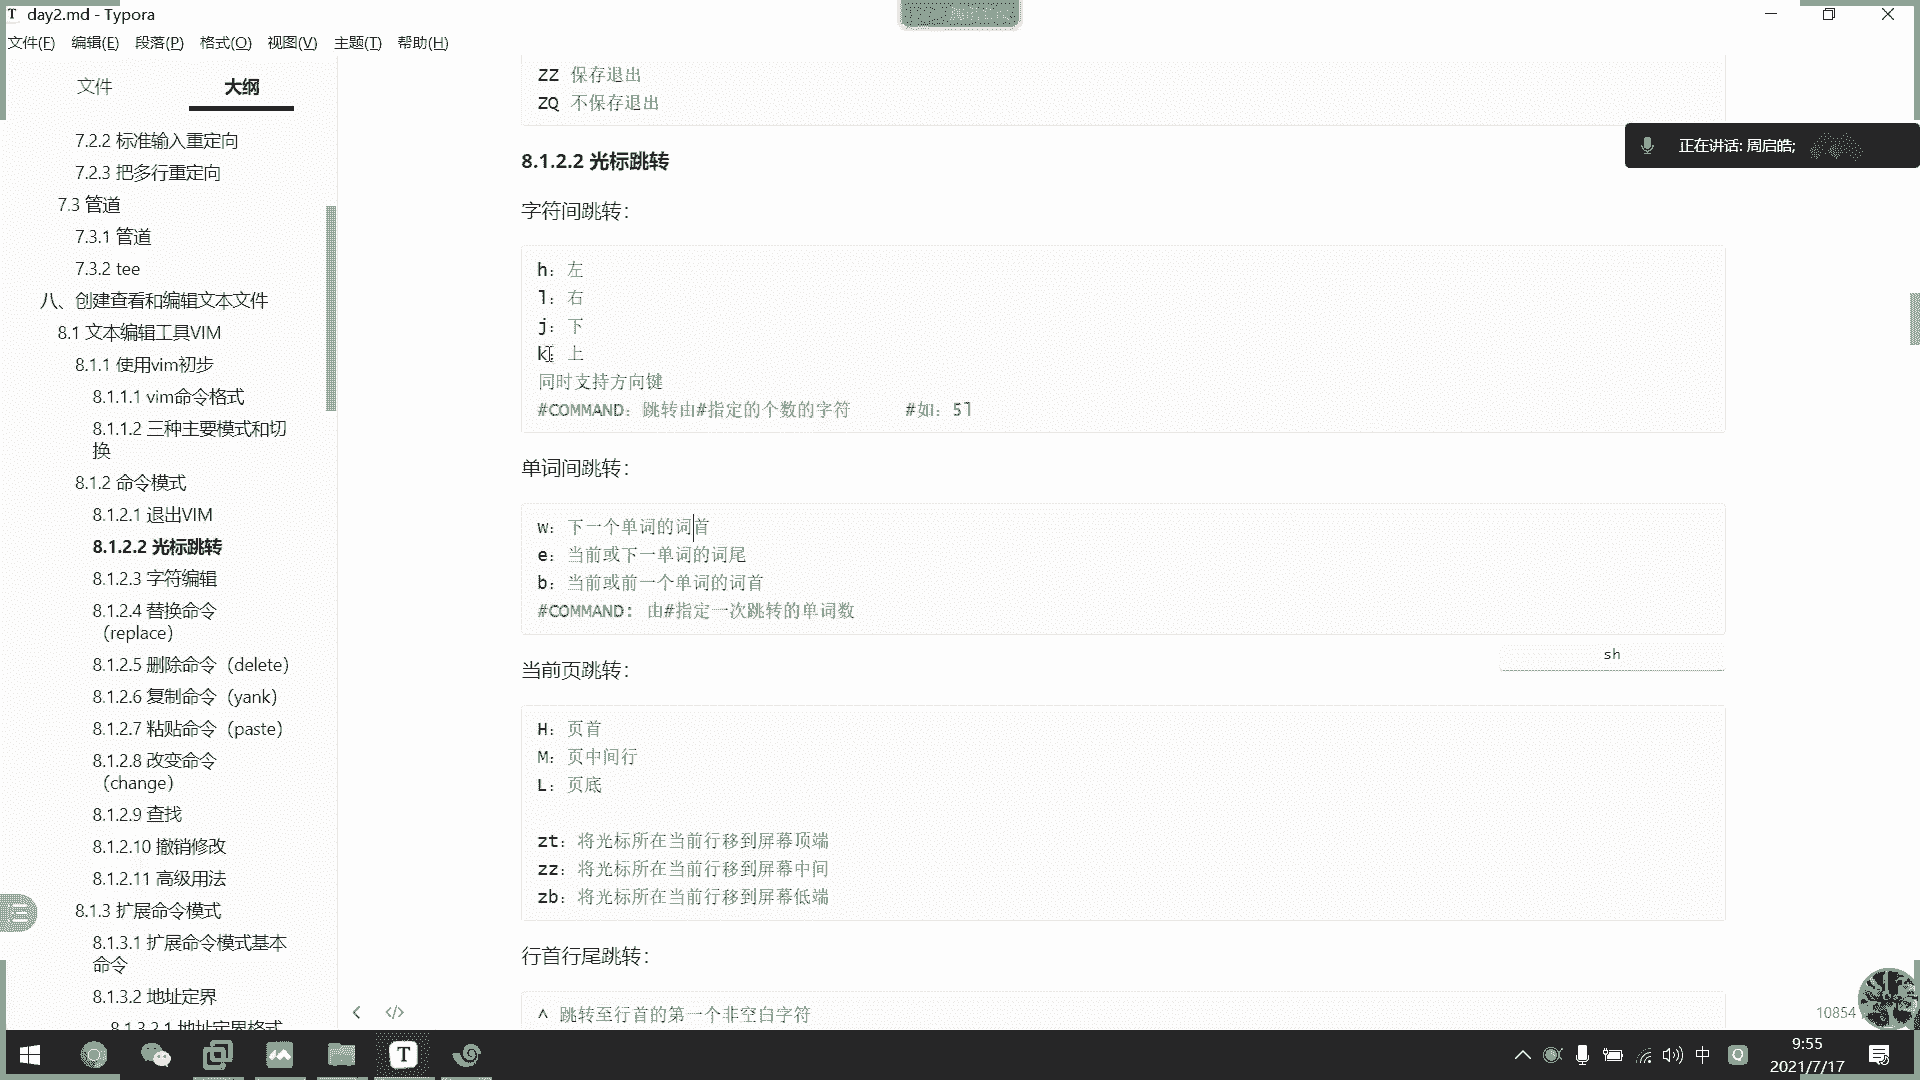 day2.md - Typora
文件(F) 编辑(E) 段落(P) 格式(O) 视图(V) 主题(T) 帮助(H)
文件 大纲
7.2.2 标准输入重定向
7.2.3 把多行重定向
7.3 管道
7.3.1 管道
7.3.2 tee
八、创建查看和编辑文本文件
8.1 文本编辑工具VIM
8.1.1 使用vim初步
8.1.1.1 vim命令格式
8.1.1.2 三种主要模式和切
换
8.1.2 命令模式
8.1.2.1 退出VIM
8.1.2.2 光标跳转
8.1.2.3 字符编辑
8.1.2.4 替换命令
（replace）
8.1.2.5 删除命令（delete）
8.1.2.6 复制命令（yank）
8.1.2.7 粘贴命令（paste）
8.1.2.8 改变命令
（change）
8.1.2.9 查找
8.1.2.10 撤销修改
8.1.2.11 高级用法
8.1.3 扩展命令模式
8.1.3.1 扩展命令模式基本
命令
8.1.3.2 地址定界
8.1.3.2.1 地址定界格式
ZZ 保存退出
ZQ 不保存退出
8.1.2.2 光标跳转
字符间跳转：
h：左
l：右
j：下
k：上
同时支持方向键
#COMMAND：跳转由#指定的个数的字符 #如：5l
单词间跳转：
w：下一个单词的词首
e：当前或下一单词的词尾
b：当前或前一个单词的词首
#COMMAND: 由#指定一次跳转的单词数
sh
当前页跳转：
H：页首
M：页中间行
L：页底
zt：将光标所在当前行移到屏幕顶端
zz：将光标所在当前行移到屏幕中间
zb：将光标所在当前行移到屏幕低端
行首行尾跳转：
^ 跳转至行首的第一个非空白字符
正在讲话: 周启皓;
10854
中
9:55
2021/7/17